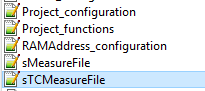 Project_configuration
Project_functions
RAMAddress_configuration
sMeasureFile
sTCMeasureFile